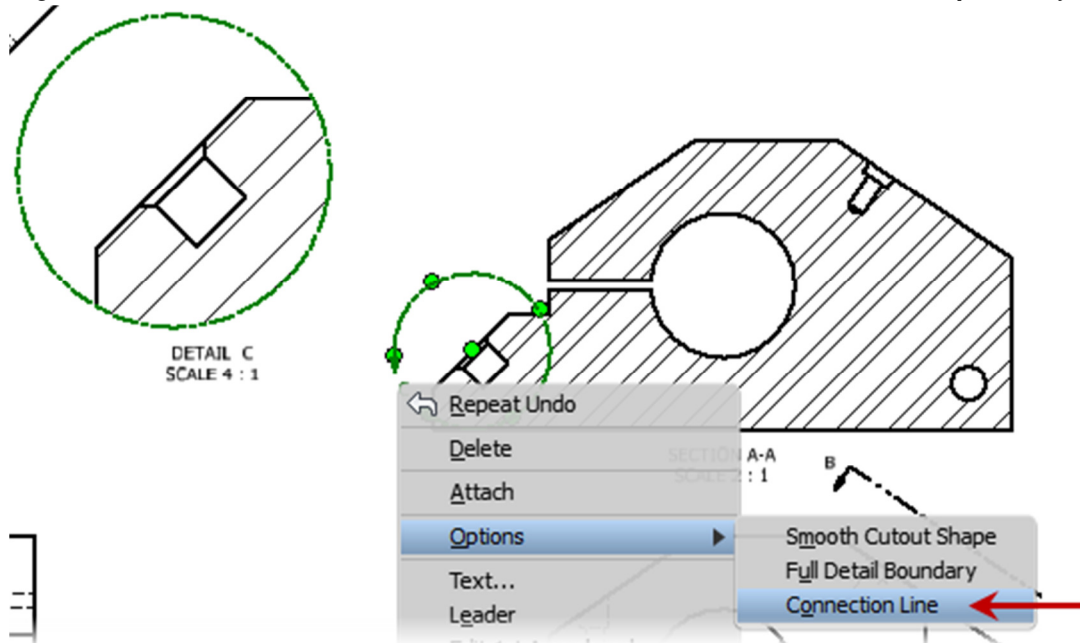 DETAIL C
SCALE 4 : 1
Repeat Undo
Delete
SECTION A-A
SCALE 2 : 1
B
Attach
Options
Smooth Cutout Shape
Full Detail Boundary
Connection Line
Text...
Leader